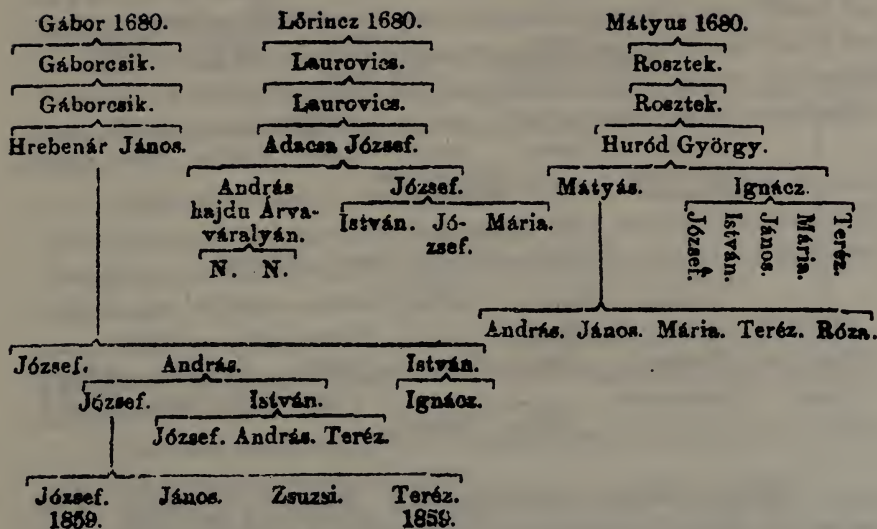 Gábor 1680. Lőrincz 1680. Mátyus 1680.
Gáborcsik. Laurovics. Rosztek.
Gáborcsik. Laurovics. Rosztek.
Hrebenár János. Adacsa József. Huród György.
András József. Mátyás. Ignácz.
hajdu Árva-
váralyán.
N. N.
István. Jó- Mária.
zsef.
József.
István.
János.
Mária.
Teréz.
András. János. Mária. Teréz. Róza.
József. András. István.
József. István. Ignácz.
József. András. Teréz.
József. János. Zsuzsi. Teréz.
1859. 1859.